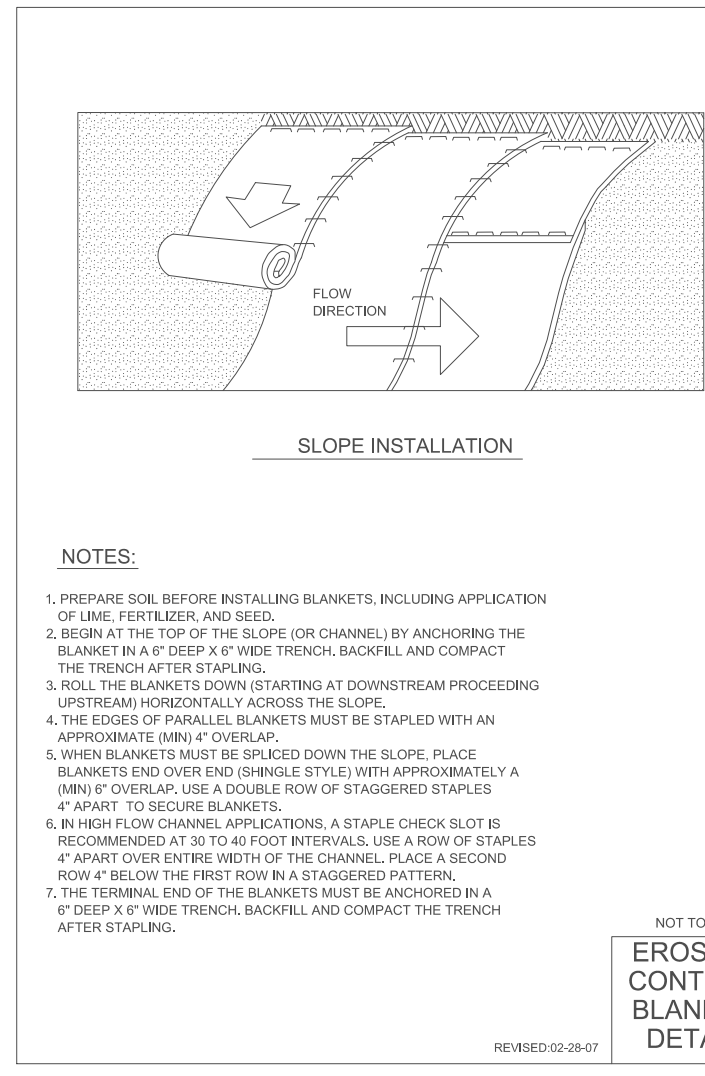 FLOW
DIRECTION
SLOPE INSTALLATION
NOTES:
1. PREPARE SOIL BEFORE INSTALLING BLANKETS, INCLUDING APPLICATION
OF LIME, FERTILIZER, AND SEED.
2. BEGIN AT THE TOP OF THE SLOPE (OR CHANNEL) BY ANCHORING THE
BLANKET IN A 6" DEEP X 6" WIDE TRENCH. BACKFILL AND COMPACT
THE TRENCH AFTER STAPLING.
3. ROLL THE BLANKETS DOWN (STARTING AT DOWNSTREAM PROCEEDING
UPSTREAM) HORIZONTALLY ACROSS THE SLOPE.
4. THE EDGES OF PARALLEL BLANKETS MUST BE STAPLED WITH AN
APPROXIMATE (MIN) 4" OVERLAP.
5. WHEN BLANKETS MUST BE SPLICED DOWN THE SLOPE, PLACE
BLANKETS END OVER END (SHINGLE STYLE) WITH APPROXIMATELY A
(MIN) 6" OVERLAP. USE A DOUBLE ROW OF STAGGERED STAPLES
4" APART TO SECURE BLANKETS.
6. IN HIGH FLOW CHANNEL APPLICATIONS, A STAPLE CHECK SLOT IS
RECOMMENDED AT 30 TO 40 FOOT INTERVALS. USE A ROW OF STAPLES
4" APART OVER ENTIRE WIDTH OF THE CHANNEL. PLACE A SECOND
ROW 4" BELOW THE FIRST ROW IN A STAGGERED PATTERN.
7. THE TERMINAL END OF THE BLANKETS MUST BE ANCHORED IN A
6" DEEP X 6" WIDE TRENCH. BACKFILL AND COMPACT THE TRENCH
AFTER STAPLING.
NOT TO
REVISED:02-28-07